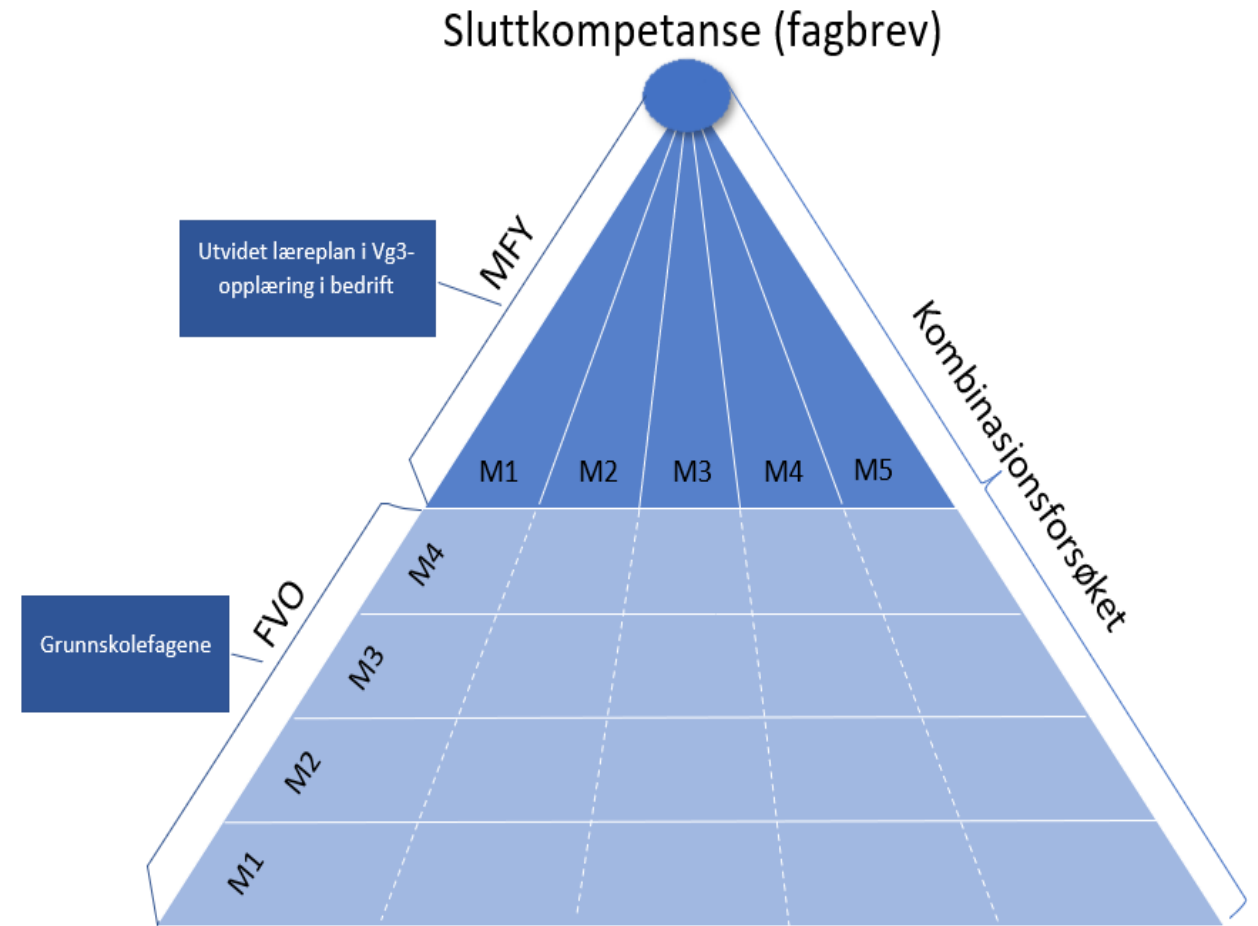 Sluttkompetanse (fagbrev)
Utvidet læreplan i Vg3-
opplæring i bedrift
MFY
Kombinasjonsforsøket
M1 M2 M3 M4 M5
M4
FVO
Grunnskolefagene
M3
M2
M1